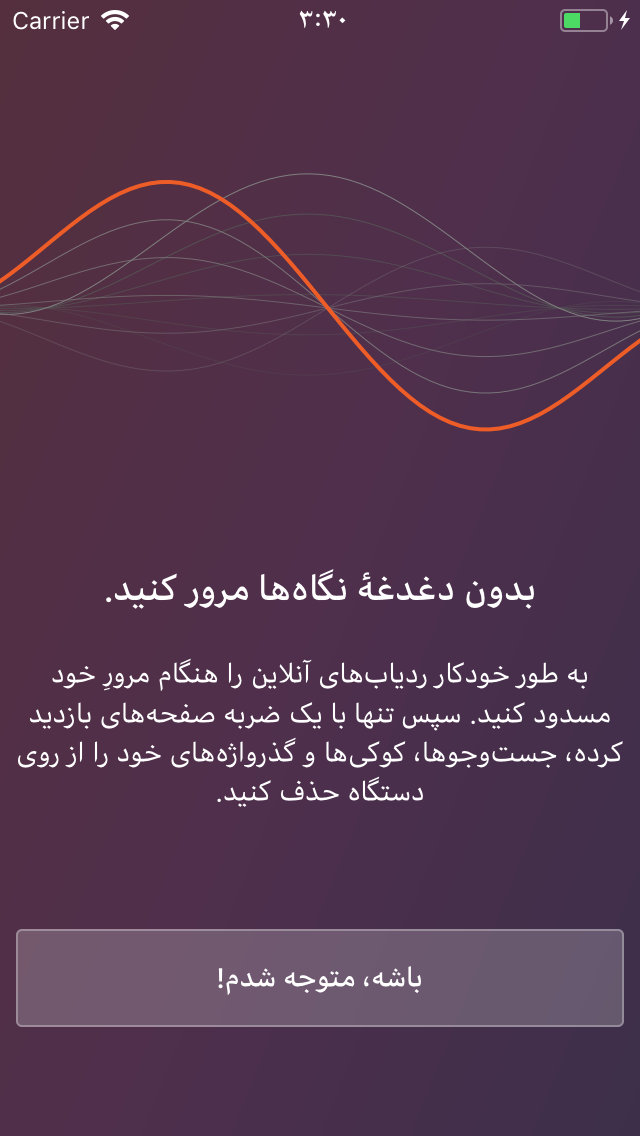 Carrier ۳:۳۰
بدون دغدغهٔ نگاه‌ها مرور کنید.
به طور خودکار ردیاب‌های آنلاین را هنگام مرورِ خود
مسدود کنید. سپس تنها با یک ضربه صفحه‌های بازدید
کرده، جست‌وجوها، کوکی‌ها و گذرواژه‌های خود را از روی
دستگاه حذف کنید.
باشه، متوجه شدم!